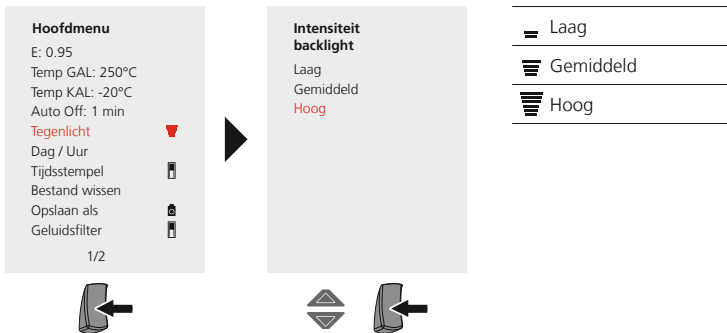 Hoofdmenu
E: 0.95
Temp GAL: 250°C
Temp KAL: -20°C
Auto Off: 1 min
Tegenlicht
Dag / Uur
Tijdsstempel
Bestand wissen
Opslaan als
Geluidsfilter
1/2
Intensiteit
backlight
Laag
Gemiddeld
Hoog
Laag
Gemiddeld
Hoog